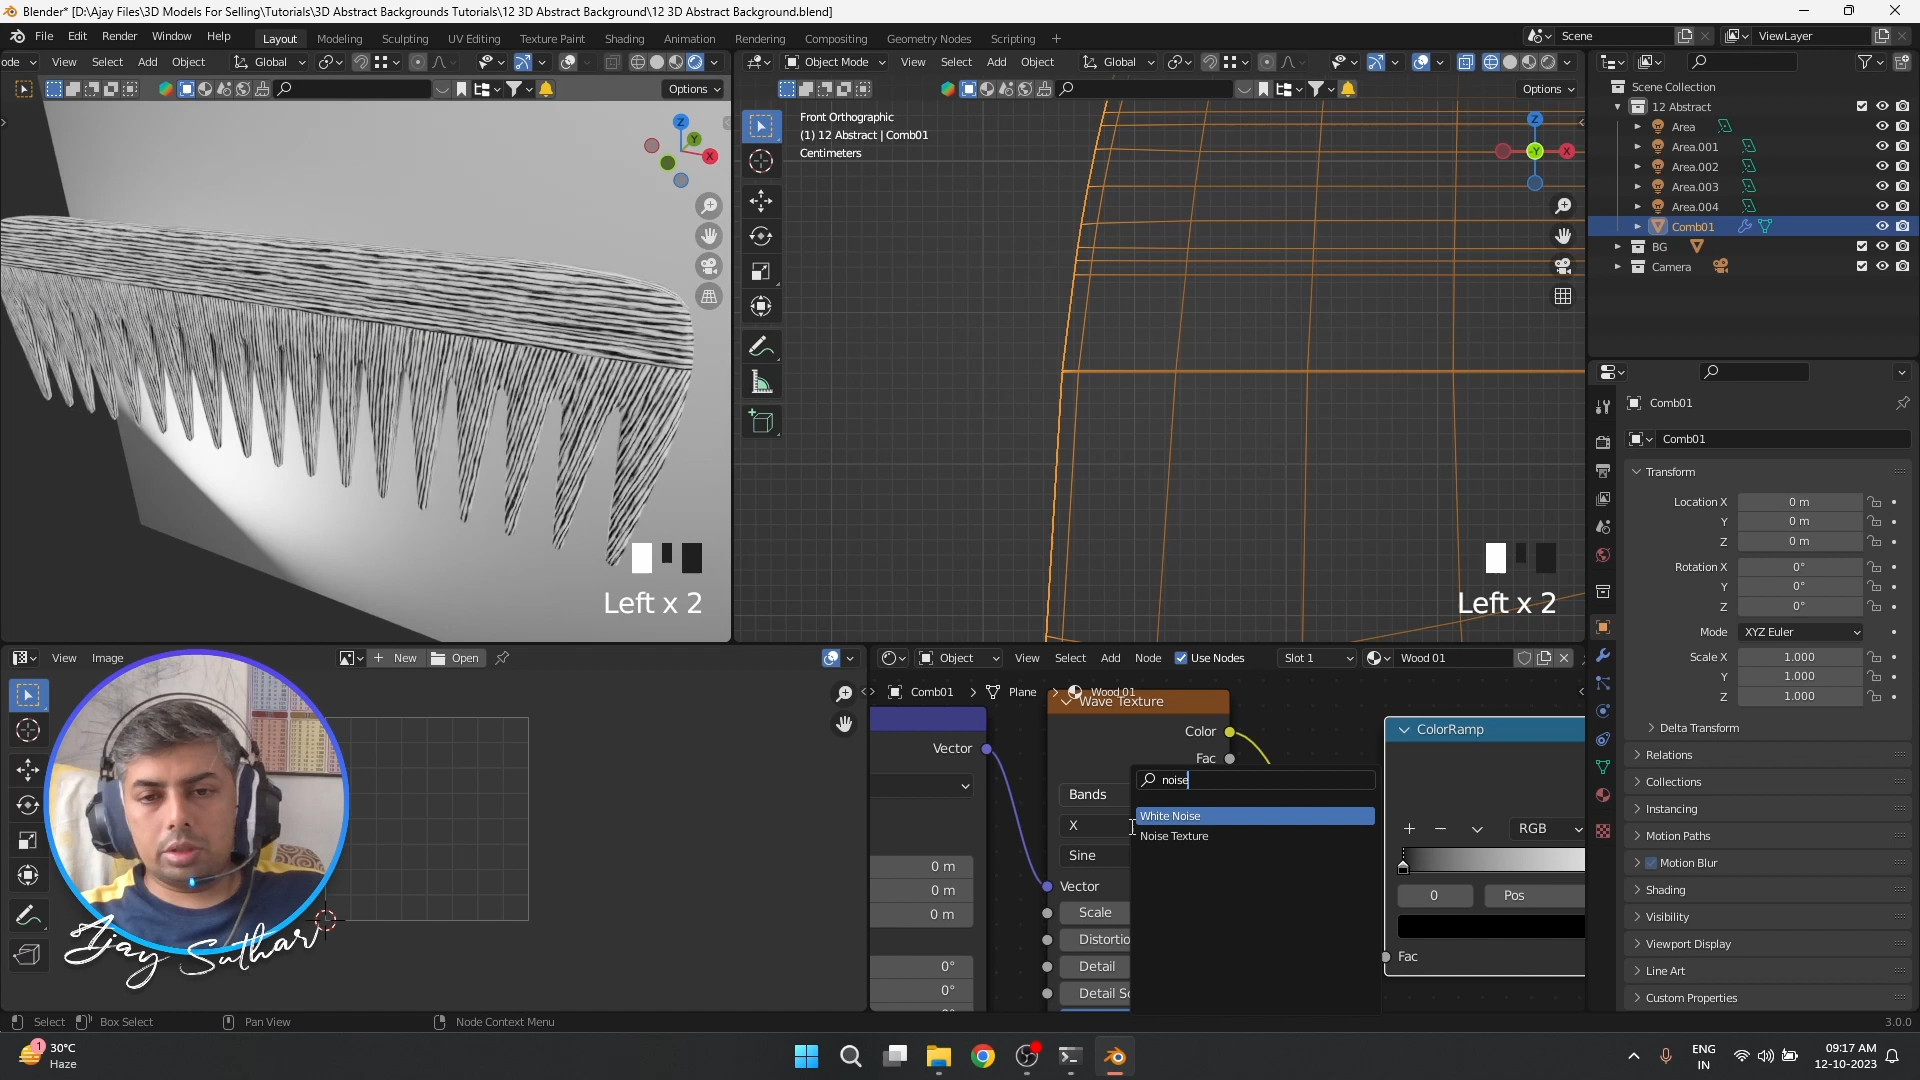 Blender* [D:\Ajay Files\3D Models For Selling\Tutorials\3D Abstract Backgrounds Tutorials\12 3D Abstract Background\12 3D Abstract Background.blend]
File Edit Render Window Help Layout Modeling Sculpting UV Editing Texture Paint Shading Animation Rendering Compositing Geometry Nodes Scripting + Scene ViewLayer
ode View Select Add Object Global Object Mode View Select Add Object Global
Options Options
Front Orthographic
(1) 12 Abstract | Comb01
Centimeters
Z
Y
X
Z
-Y
X
Left x 2
Left x 2
Scene Collection
12 Abstract
Area
Area.001
Area.002
Area.003
Area.004
Comb01
BG
Camera
Comb01
Comb01
Transform
Location X 0 m
Y 0 m
Z 0 m
Rotation X 0°
Y 0°
Z 0°
Mode XYZ Euler
Scale X 1.000
Y 1.000
Z 1.000
Delta Transform
Relations
Collections
Instancing
Motion Paths
Motion Blur
Shading
Visibility
Viewport Display
Line Art
Custom Properties
View Image New Open
Ajay Suthar
Object View Select Add Node Use Nodes Slot 1 Wood 01
Comb01 > Plane > Wood 01
Vector
0 m
0 m
0 m
0°
0°
0°
Wave Texture
Color
Fac
Bands
X
Sine
Vector
Scale
Distortio
Detail
Detail Sc
noise
White Noise
Noise Texture
ColorRamp
RGB
0 Pos
Fac
Select Box Select Pan View Node Context Menu 3.0.0
1
30°C
Haze
ENG
IN
09:17 AM
12-10-2023